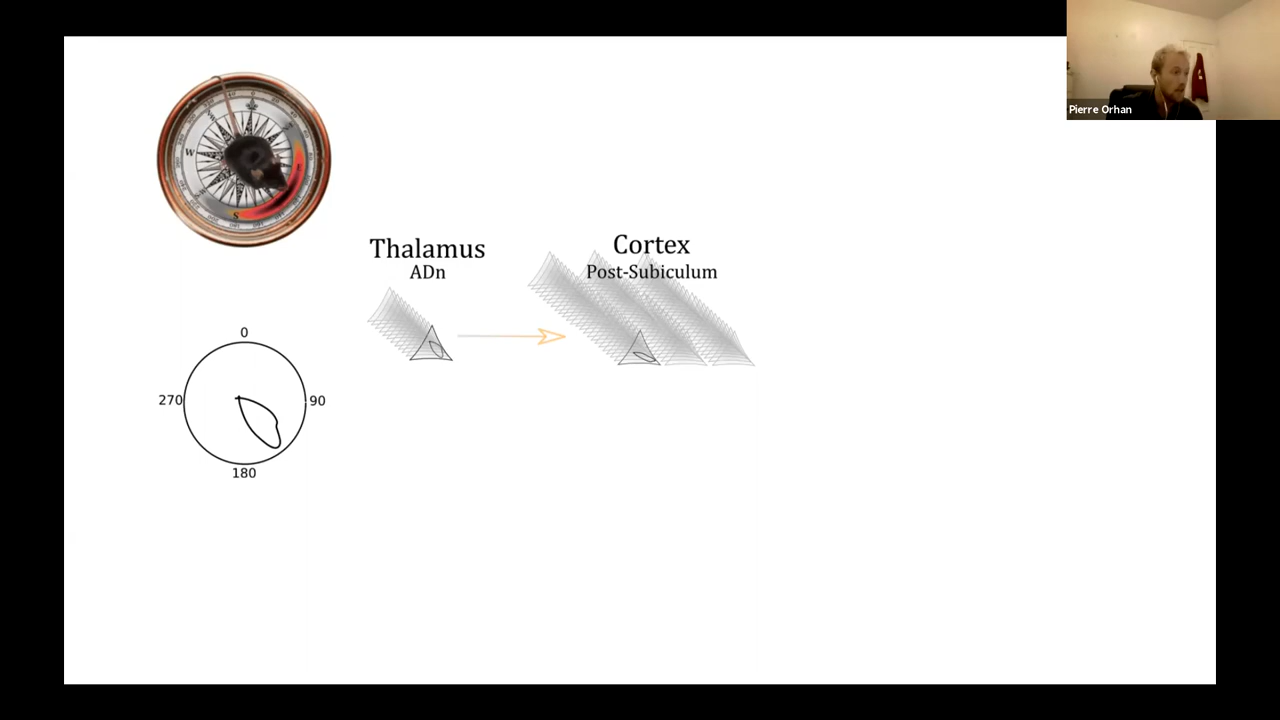 Pierre Orhan
W
S
Thalamus
ADn
Cortex
Post-Subiculum
0
270
90
180